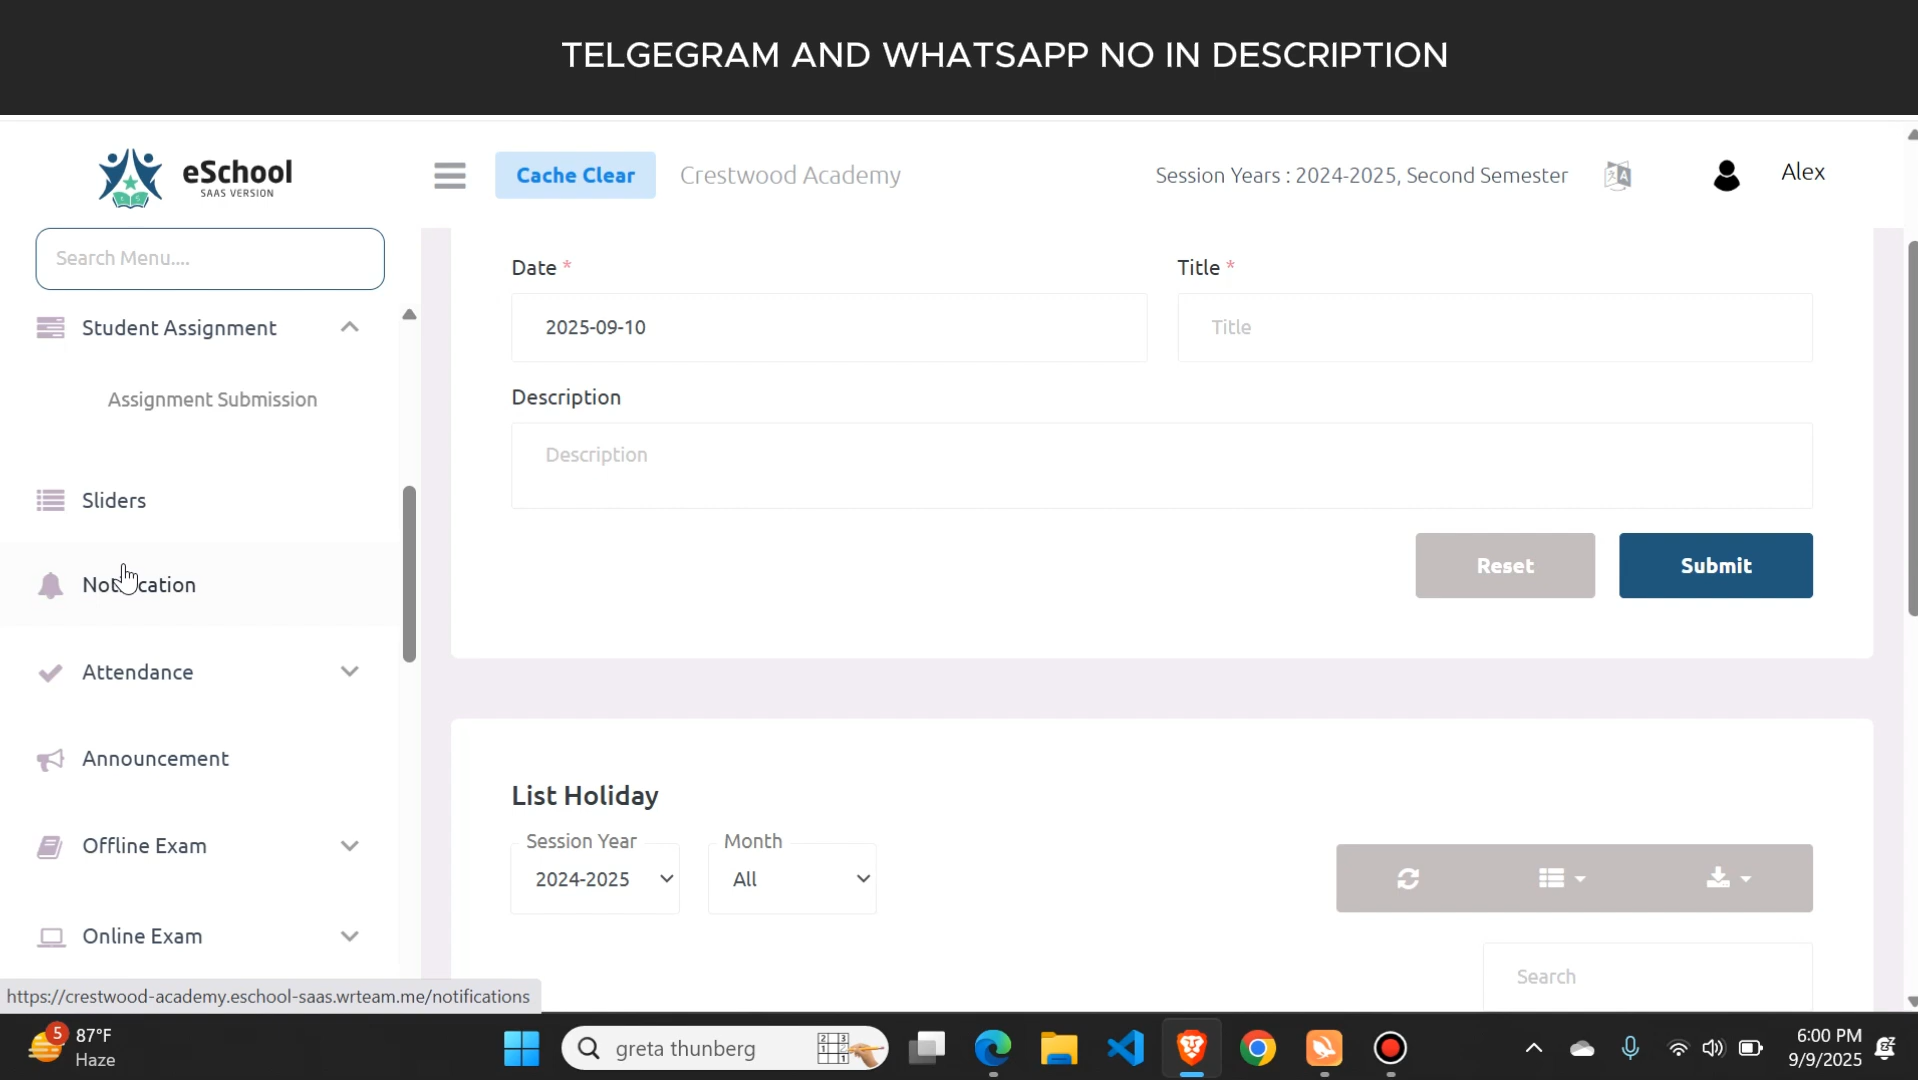 TELGEGRAM AND WHATSAPP NO IN DESCRIPTION
eSchool
SAAS VERSION
Cache Clear
Crestwood Academy
Session Years : 2024-2025, Second Semester
Alex
Search Menu....
Student Assignment
Assignment Submission
Sliders
Notification
Attendance
Announcement
Offline Exam
Online Exam
Date *
2025-09-10
Title *
Title
Description
Description
Reset
Submit
List Holiday
Session Year
2024-2025
Month
All
Search
https://crestwood-academy.eschool-saas.wrteam.me/notifications
5
87°F
Haze
greta thunberg
6:00 PM
9/9/2025